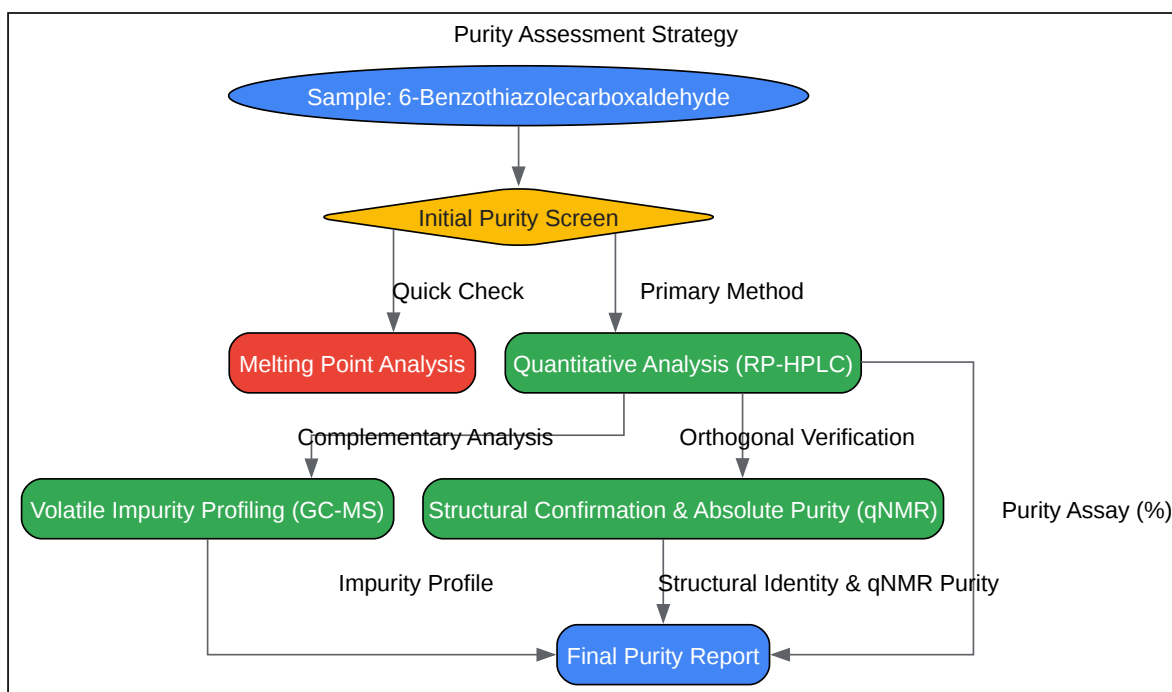 Purity Assessment Strategy
Sample: 6-Benzothiazolecarboxaldehyde
Initial Purity Screen
Quick Check
Primary Method
Melting Point Analysis
Quantitative Analysis (RP-HPLC)
Complementary Analysis
Orthogonal Verification
Volatile Impurity Profiling (GC-MS)
Structural Confirmation & Absolute Purity (qNMR)
Purity Assay (%)
Impurity Profile
Structural Identity & qNMR Purity
Final Purity Report